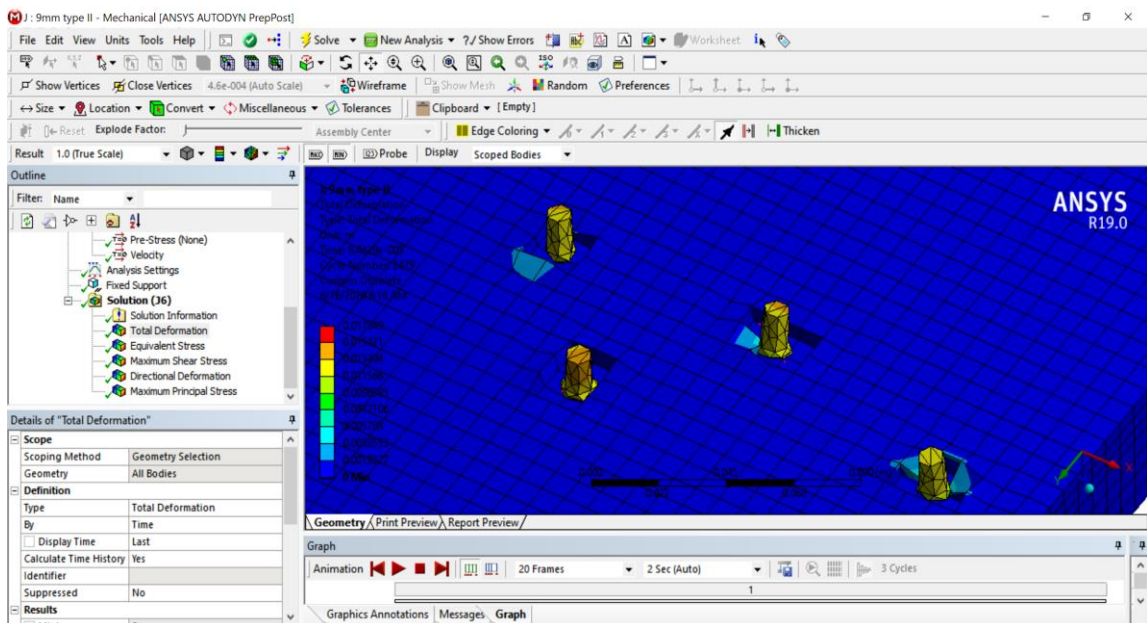 J : 9mm type II - Mechanical [ANSYS AUTODYN PrepPost]
File Edit View Units Tools Help Solve New Analysis ?/ Show Errors Worksheet
Show Vertices Close Vertices 4.6e-004 (Auto Scale) Wireframe Show Mesh Random Preferences
Size Location Convert Miscellaneous Tolerances Clipboard [Empty]
Reset Explode Factor: Assembly Center Edge Coloring Thicken
Result 1.0 (True Scale) MAX MIN Probe Display Scoped Bodies
Outline
Filter: Name
Pre-Stress (None)
Velocity
Analysis Settings
Fixed Support
Solution (J6)
Solution Information
Total Deformation
Equivalent Stress
Maximum Shear Stress
Directional Deformation
Maximum Principal Stress
Details of "Total Deformation"
Scope
Scoping Method Geometry Selection
Geometry All Bodies
Definition
Type Total Deformation
By Time
Display Time Last
Calculate Time History Yes
Identifier
Suppressed No
Results
ANSYS
R19.0
0 Min
X
Y
Geometry Print Preview Report Preview
Graph
Animation 20 Frames 2 Sec (Auto) 3 Cycles
1
Graphics Annotations Messages Graph